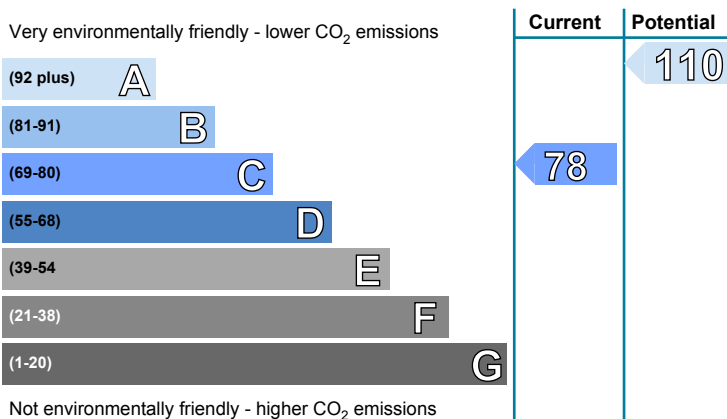 Current Potential
Very environmentally friendly - lower CO2 emissions
110
(92 plus) A
(81-91) B
(69-80) C 78
(55-68) D
(39-54 E
(21-38) F
(1-20) G
Not environmentally friendly - higher CO2 emissions